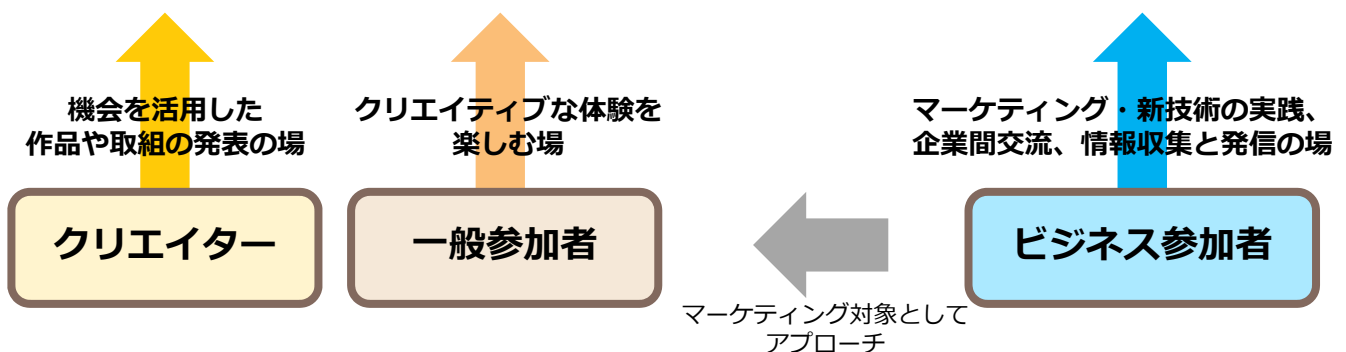 機会を活用した
作品や取組の発表の場
クリエイティブな体験を
楽しむ場
マーケティング・新技術の実践、
企業間交流、情報収集と発信の場
クリエイター
一般参加者
ビジネス参加者
マーケティング対象として
アプローチ